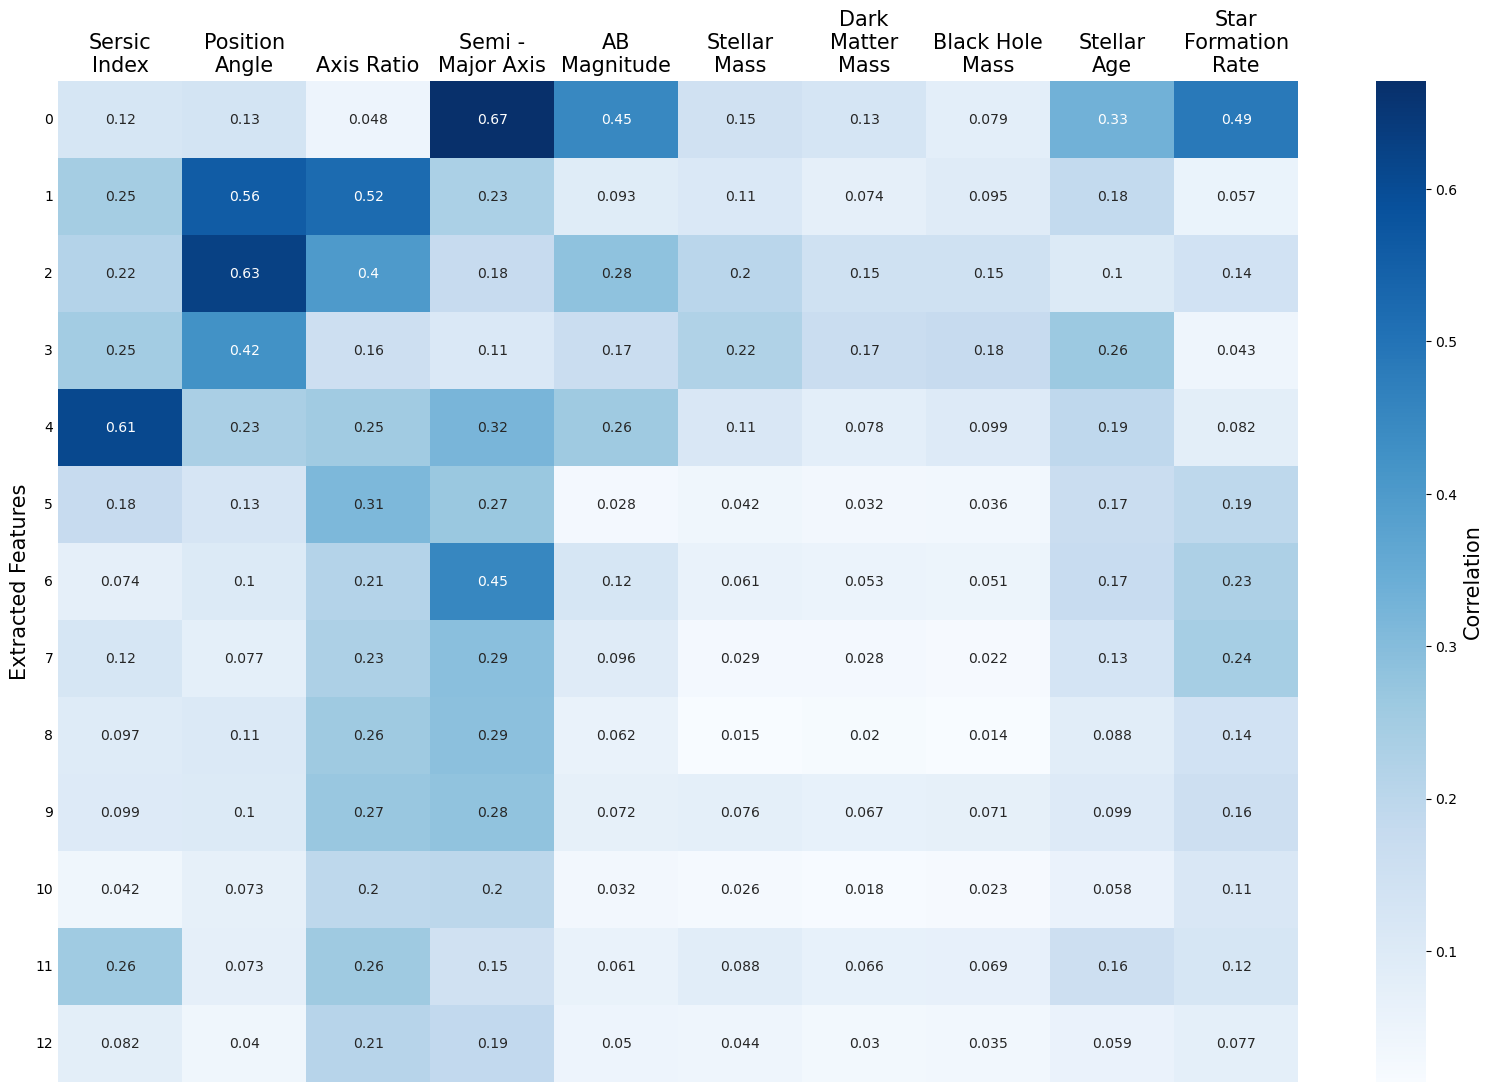 Dark
Star
Sersic Position Semi - AB Stellar Matter Black Hole Stellar Formation
Index Angle Axis Ratio Major Axis Magnitude Mass Mass Mass Age Rate
0 0.12 0.13 0.048 0.67 0.45 0.15 0.13 0.079 0.33 0.49
1 0.25 0.56 0.52 0.23 0.093 0.11 0.074 0.095 0.18 0.057
2 0.22 0.63 0.4 0.18 0.28 0.2 0.15 0.15 0.1 0.14
3 0.25 0.42 0.16 0.11 0.17 0.22 0.17 0.18 0.26 0.043
4 0.61 0.23 0.25 0.32 0.26 0.11 0.078 0.099 0.19 0.082
5 0.18 0.13 0.31 0.27 0.028 0.042 0.032 0.036 0.17 0.19
6 0.074 0.1 0.21 0.45 0.12 0.061 0.053 0.051 0.17 0.23
7 0.12 0.077 0.23 0.29 0.096 0.029 0.028 0.022 0.13 0.24
8 0.097 0.11 0.26 0.29 0.062 0.015 0.02 0.014 0.088 0.14
9 0.099 0.1 0.27 0.28 0.072 0.076 0.067 0.071 0.099 0.16
10 0.042 0.073 0.2 0.2 0.032 0.026 0.018 0.023 0.058 0.11
11 0.26 0.073 0.26 0.15 0.061 0.088 0.066 0.069 0.16 0.12
12 0.082 0.04 0.21 0.19 0.05 0.044 0.03 0.035 0.059 0.077
Extracted Features
0.6
0.5
0.4
0.3
0.2
0.1
Correlation